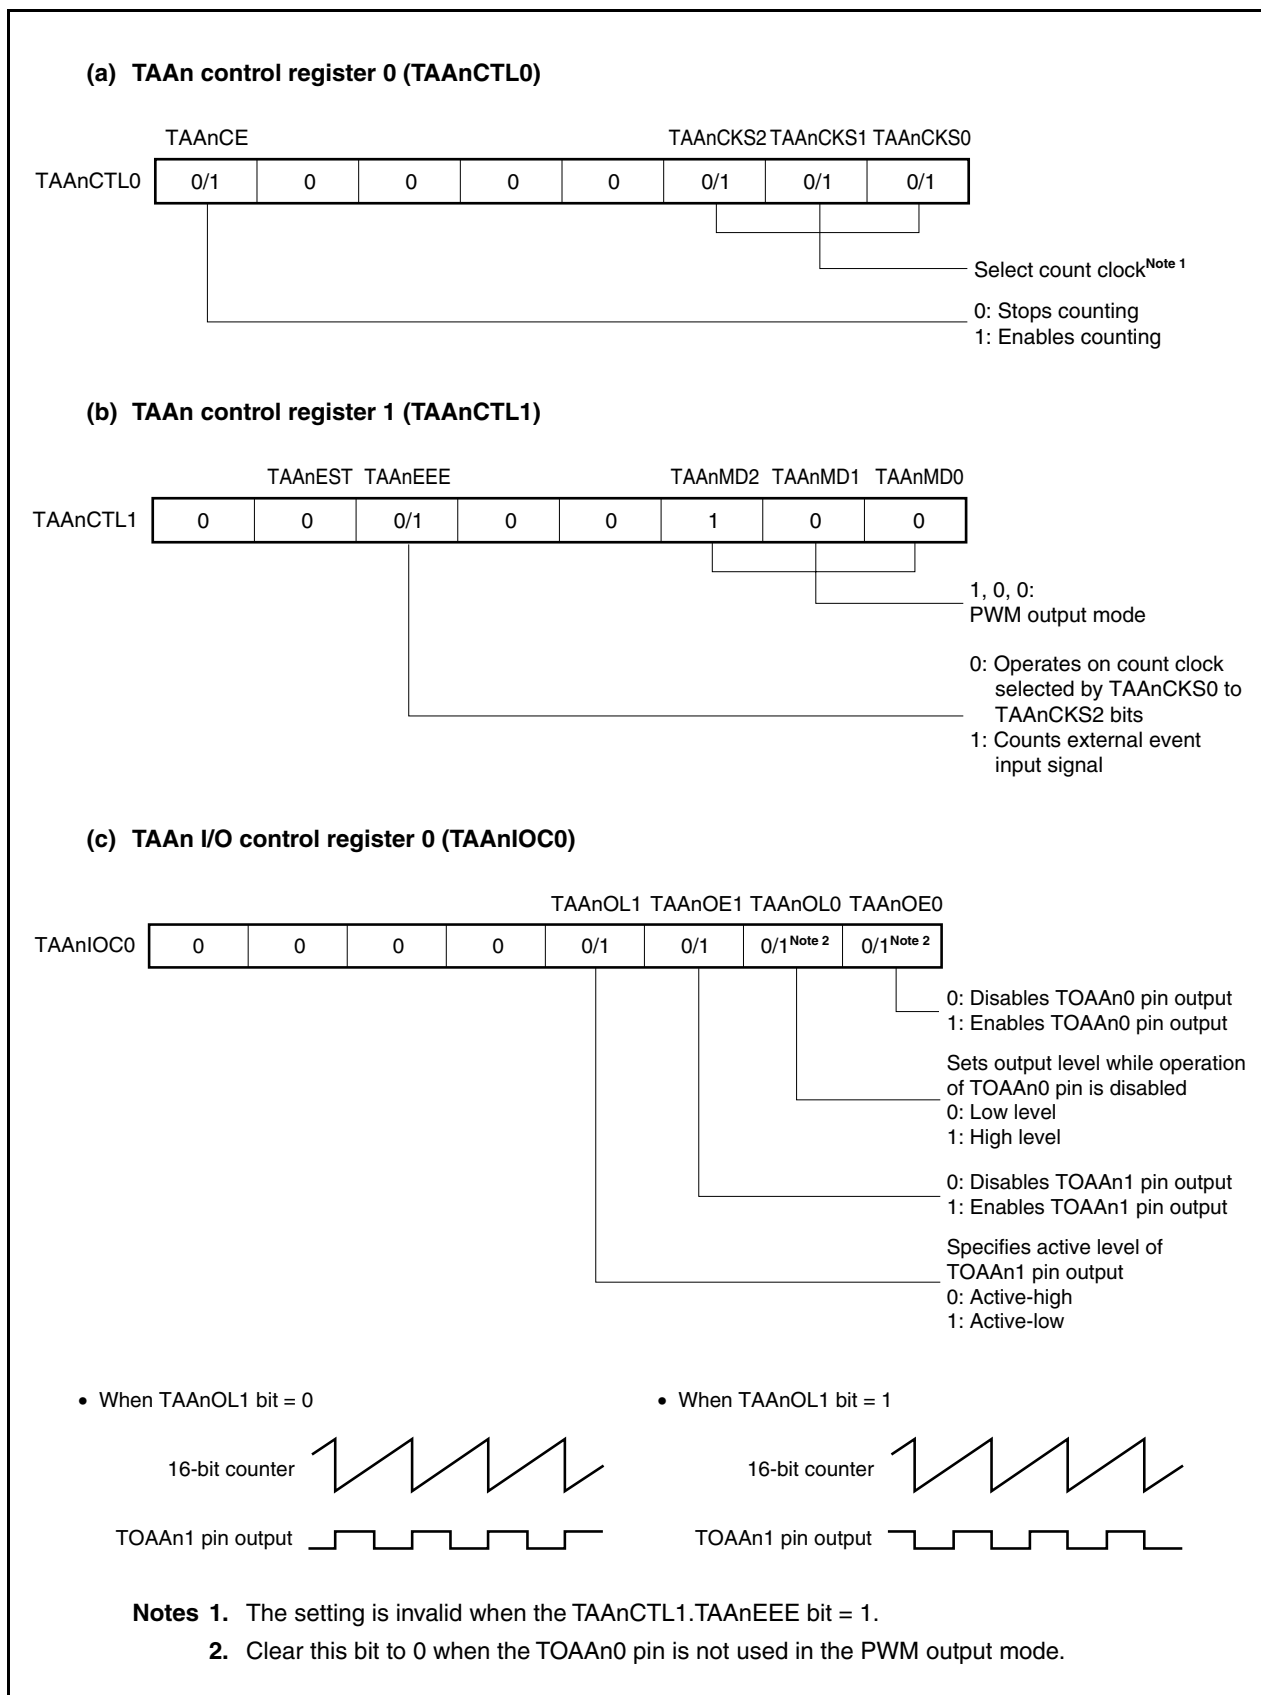 (a) TAAn control register 0 (TAAnCTL0)
TAAnCE TAAnCKS2 TAAnCKS1 TAAnCKS0
TAAnCTL0 0/1 0 0 0 0 0/1 0/1 0/1
Select count clock Note 1
0: Stops counting
1: Enables counting
(b) TAAn control register 1 (TAAnCTL1)
TAAnEST TAAnEEE TAAnMD2 TAAnMD1 TAAnMD0
TAAnCTL1 0 0 0/1 0 0 1 0 0
1, 0, 0:
PWM output mode
0: Operates on count clock
selected by TAAnCKS0 to
TAAnCKS2 bits
1: Counts external event
input signal
(c) TAAn I/O control register 0 (TAAnIOC0)
TAAnOL1 TAAnOE1 TAAnOL0 TAAnOE0
TAAnIOC0 0 0 0 0 0/1 0/1 0/1 Note 2 0/1 Note 2
0: Disables TOAAn0 pin output
1: Enables TOAAn0 pin output
Sets output level while operation
of TOAAn0 pin is disabled
0: Low level
1: High level
0: Disables TOAAn1 pin output
1: Enables TOAAn1 pin output
Specifies active level of
TOAAn1 pin output
0: Active-high
1: Active-low
• When TAAnOL1 bit = 0
16-bit counter
TOAAn1 pin output
• When TAAnOL1 bit = 1
16-bit counter
TOAAn1 pin output
Notes 1. The setting is invalid when the TAAnCTL1.TAAnEEE bit = 1.
2. Clear this bit to 0 when the TOAAn0 pin is not used in the PWM output mode.